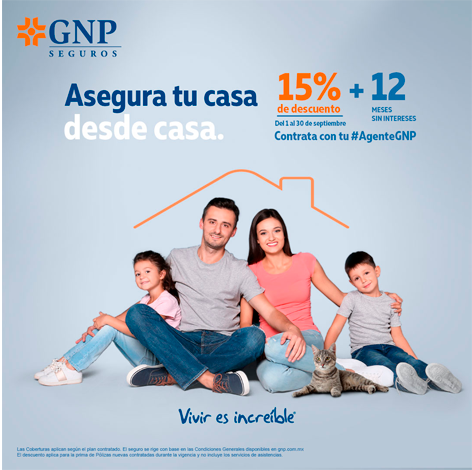 GNP
SEGUROS
Asegura tu casa
desde casa.
15% + 12
de descuento
MESES
SIN INTERESES
Del 1 al 30 de septiembre
Contrata con tu #AgenteGNP
Vivir es increíble
Las Coberturas aplican según el plan contratado. El seguro se rige con base en las Condiciones Generales disponibles en gnp.com.mx
El descuento aplica para la prima de Pólizas nuevas contratadas durante la vigencia y no incluye los servicios de asistencias.